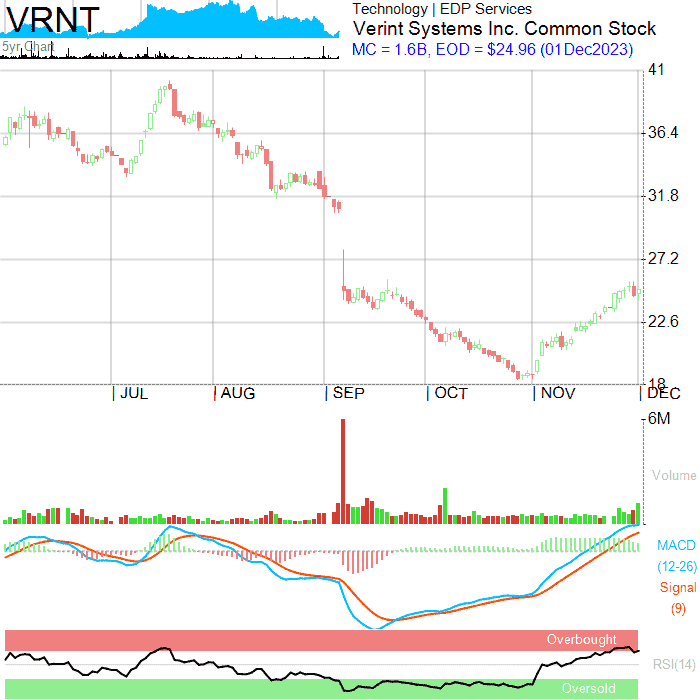 VRNT
Technology | EDP Services
Verint Systems Inc. Common Stock
5yr Chart
MC = 1.6B, EOD = $24.96 (01Dec2023)
41
36.4
31.8
27.2
22.6
18
JUL
AUG
SEP
OCT
NOV
DEC
6M
Volume
MACD
(12-26)
Signal
(9)
Overbought
RSI(14)
Oversold